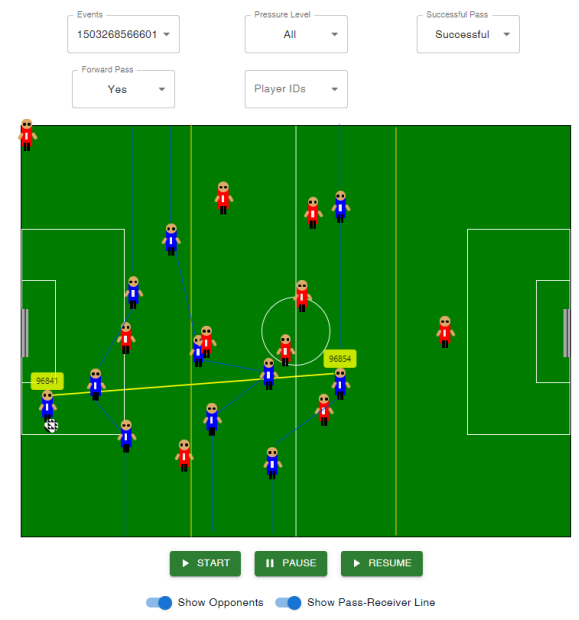 Events
Pressure Level
Successful Pass
1503268566601
All
Successful
Forward Pass
Yes
Player IDs
96854
96841
START
PAUSE
RESUME
Show Opponents
Show Pass-Receiver Line